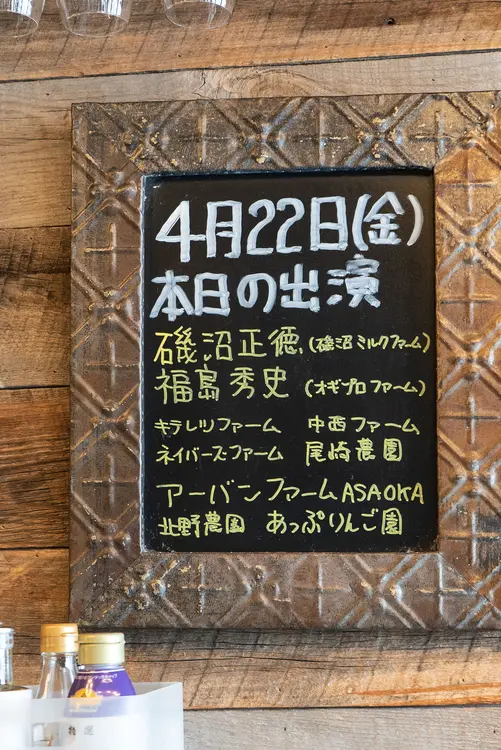 4月22日(金)
本日の出演
磯沼正徳(磯沼ミルクファーム)
福島秀史(オギプロファーム)
キテレツファーム 中西ファーム
ネイバーズファーム 尾崎農園
アーバンファームASAOKA
北野農園 あっぷりんご園
特選